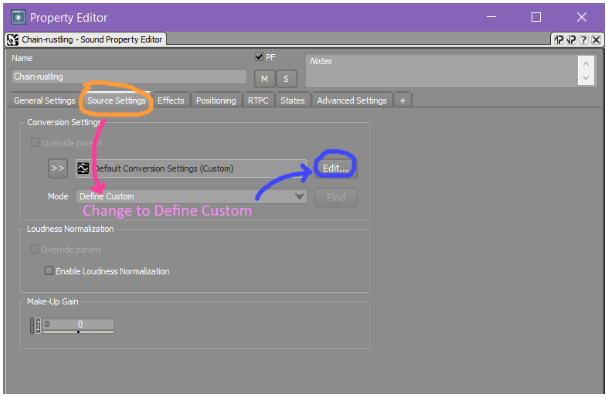 Property Editor
Chain-rustling - Sound Property Editor
Name
PF
Notes
Chain-rustling
M S
General Settings Source Settings Effects Positioning RTPC States Advanced Settings +
Conversion Settings
Override parent
>> Default Conversion Settings (Custom) Edit...
Mode Define Custom Find
Change to Define Custom
Loudness Normalization
Override parent
Enable Loudness Normalization
Make-Up Gain
0